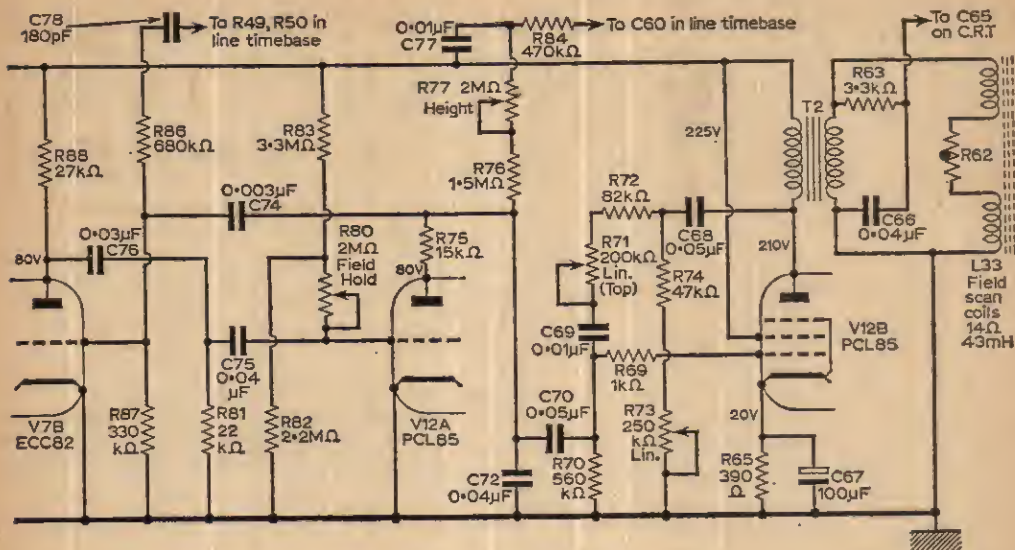 C78
180pF
To R49, R50 in
line timebase
0·01μF
C77
R84
470kΩ
To C60 in line timebase
To C65
on C.R.T
R63
3·3kΩ
R77 2MΩ
Height
T2
R86
680kΩ
R83
3·3MΩ
225V
R62
R88
27kΩ
R76
1·5MΩ
R72
82kΩ
0·003μF
C74
R80
2MΩ
Field
Hold
R75
15kΩ
R71
200kΩ
Lin.
(Top)
C68
0·05μF
C66
0·04μF
0·03μF
C76
80V
80V
210V
R74
47kΩ
L33
Field
scan
coils
14Ω
43mH
C69
0·01μF
V12B
PCL85
C75
0·04
μF
R69
1kΩ
C70
0·05μF
20V
V7B
ECC82
R87
330
kΩ
R81
22
kΩ
R82
2·2MΩ
V12A
PCL85
R73
250
kΩ
Lin.
C72
0·04μF
R70
560
kΩ
R65
390
Ω
C67
100μF